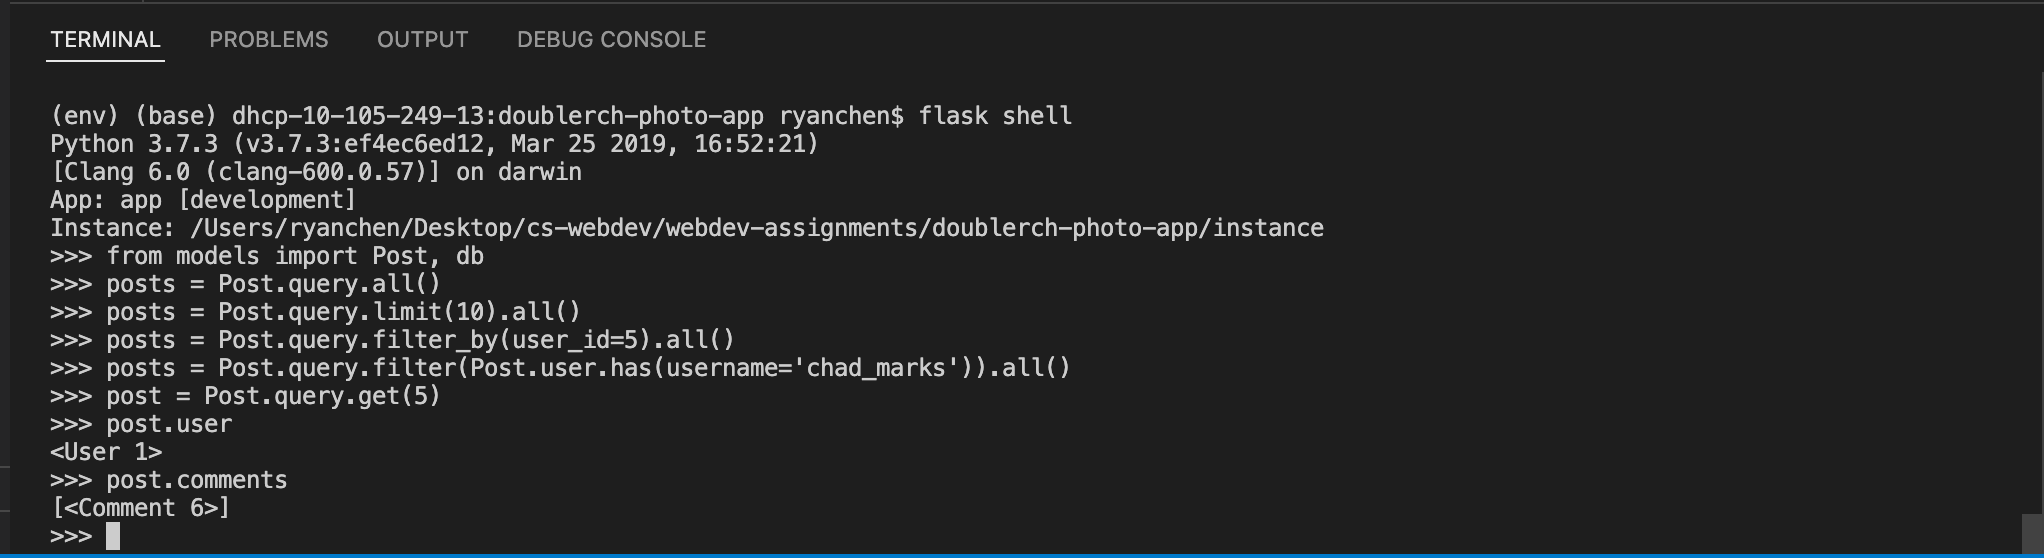 TERMINAL PROBLEMS OUTPUT DEBUG CONSOLE
(env) (base) dhcp-10-105-249-13:doublerch-photo-app ryanchen$ flask shell
Python 3.7.3 (v3.7.3:ef4ec6ed12, Mar 25 2019, 16:52:21)
[Clang 6.0 (clang-600.0.57)] on darwin
App: app [development]
Instance: /Users/ryanchen/Desktop/cs-webdev/webdev-assignments/doublerch-photo-app/instance
>>> from models import Post, db
>>> posts = Post.query.all()
>>> posts = Post.query.limit(10).all()
>>> posts = Post.query.filter_by(user_id=5).all()
>>> posts = Post.query.filter(Post.user.has(username='chad_marks')).all()
>>> post = Post.query.get(5)
>>> post.user
<User 1>
>>> post.comments
[<Comment 6>]
>>>